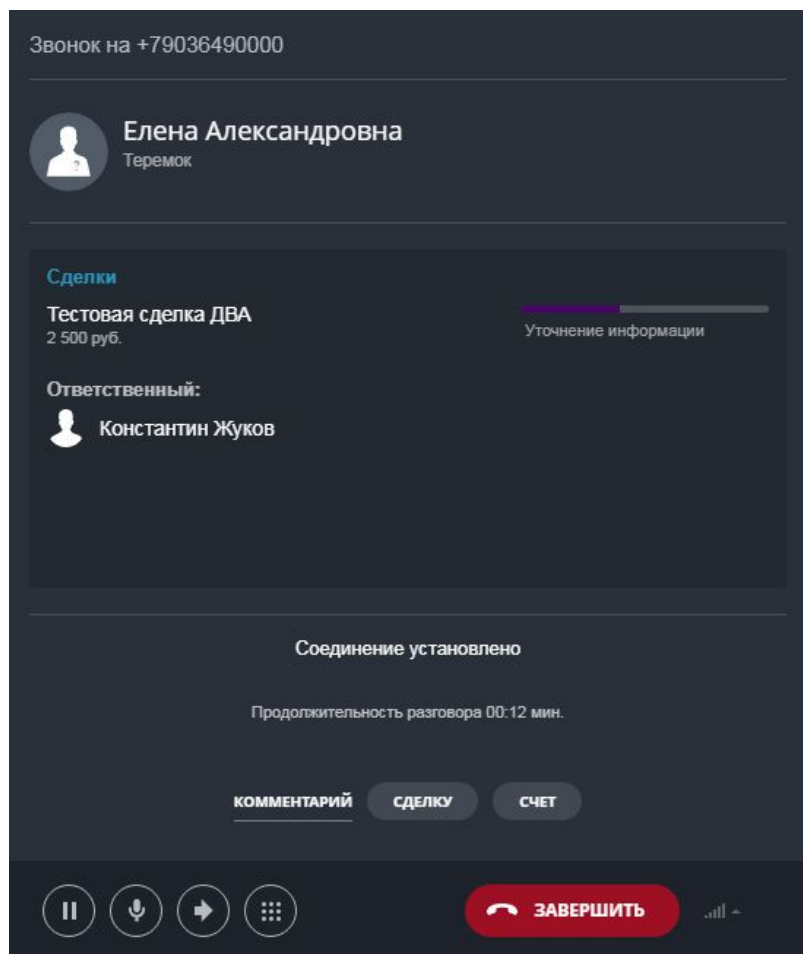 Звонок на +79036490000
Елена Александровна
Теремок
?
Сделки
Тестовая сделка ДВА
2 500 руб.
Уточнение информации
Ответственный:
Константин Жуков
Соединение установлено
Продолжительность разговора 00:12 мин.
КОММЕНТАРИЙ СДЕЛКУ СЧЕТ
ЗАВЕРШИТЬ